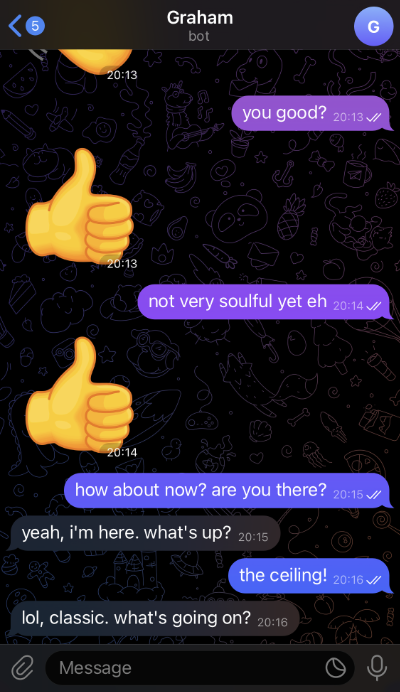 5
Graham
bot
G
20:13
you good? 20:13
20:13
not very soulful yet eh 20:14
20:14
how about now? are you there? 20:15
yeah, i'm here. what's up? 20:15
the ceiling! 20:16
lol, classic. what's going on? 20:16
Message